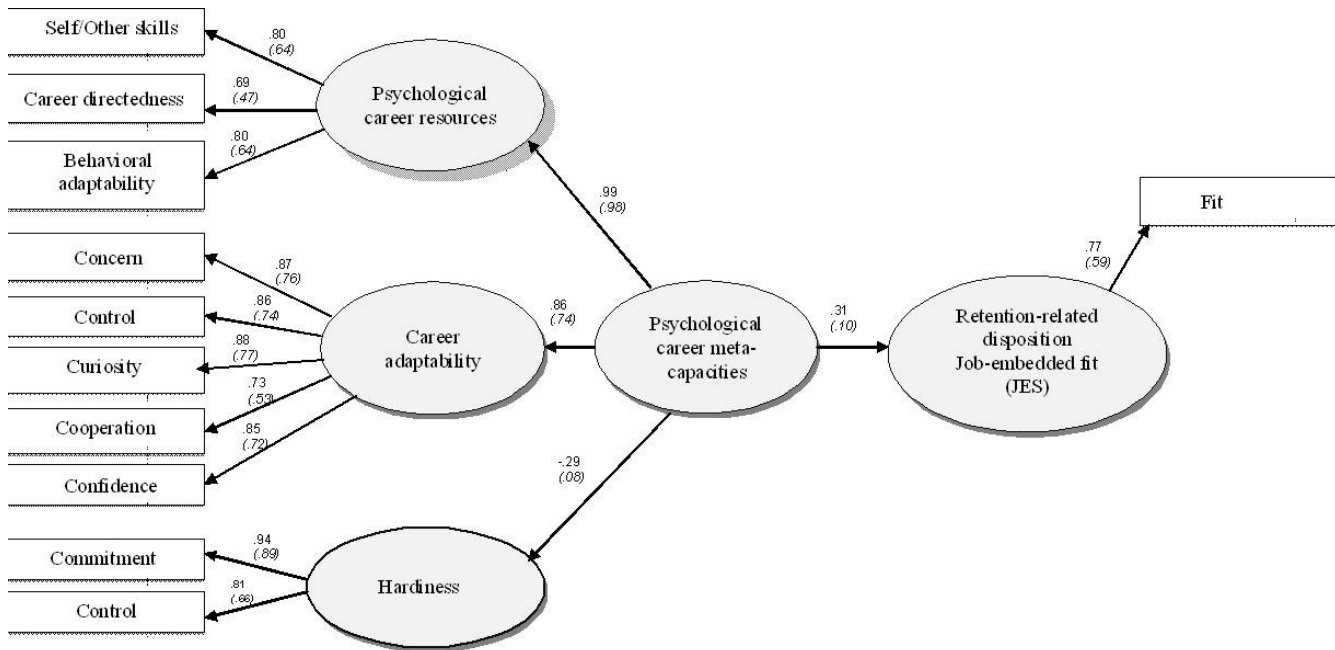 Self/Other skills
.80
(.64)
Career directedness
.69
(.47)
Behavioral
adaptability
.80
(.64)
Psychological
career resources
.99
(.98)
Fit
.77
(.59)
Concern
.87
(.76)
Control
.86
(.74)
Curiosity
.88
(.77)
Cooperation
.73
(.53)
Confidence
.85
(.72)
Career
adaptability
.86
(.74)
Psychological
career meta-
capacities
.31
(.10)
Retention-related
disposition
Job-embedded fit
(JES)
-.29
(.08)
Commitment
.94
(.89)
Control
.81
(.66)
Hardiness